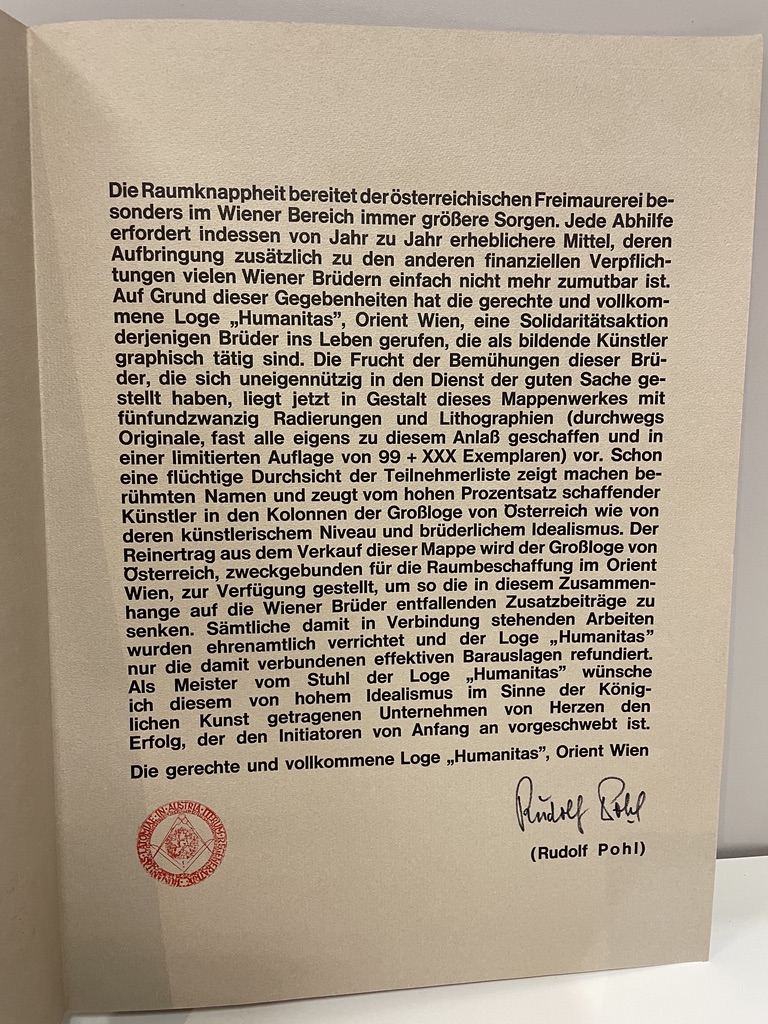 Die Raumknappheit bereitet der österreichischen Freimaurerei be-
sonders im Wiener Bereich immer größere Sorgen. Jede Abhilfe
erfordert indessen von Jahr zu Jahr erheblichere Mittel, deren
Aufbringung zusätzlich zu den anderen finanziellen Verpflich-
tungen vielen Wiener Brüdern einfach nicht mehr zumutbar ist.
Auf Grund dieser Gegebenheiten hat die gerechte und vollkom-
mene Loge „Humanitas”, Orient Wien, eine Solidaritätsaktion
derjenigen Brüder ins Leben gerufen, die als bildende Künstler
graphisch tätig sind. Die Frucht der Bemühungen dieser Brü-
der, die sich uneigennützig in den Dienst der guten Sache ge-
stellt haben, liegt jetzt in Gestalt dieses Mappenwerkes mit
fünfundzwanzig Radierungen und Lithographien (durchwegs
Originale, fast alle eigens zu diesem Anlaß geschaffen und in
einer limitierten Auflage von 99 + XXX Exemplaren) vor. Schon
eine flüchtige Durchsicht der Teilnehmerliste zeigt machen be-
rühmten Namen und zeugt vom hohen Prozentsatz schaffender
Künstler in den Kolonnen der Großloge von Österreich wie von
deren künstlerischem Niveau und brüderlichem Idealismus. Der
Reinertrag aus dem Verkauf dieser Mappe wird der Großloge von
Österreich, zweckgebunden für die Raumbeschaffung im Orient
Wien, zur Verfügung gestellt, um so die in diesem Zusammen-
hange auf die Wiener Brüder entfallenden Zusatzbeiträge zu
senken. Sämtliche damit in Verbindung stehenden Arbeiten
wurden ehrenamtlich verrichtet und der Loge „Humanitas”
nur die damit verbundenen effektiven Barauslagen refundiert.
Als Meister vom Stuhl der Loge „Humanitas” wünsche
ich diesem von hohem Idealismus im Sinne der König-
lichen Kunst getragenen Unternehmen von Herzen den
Erfolg, der den Initiatoren von Anfang an vorgeschwebt ist.
Die gerechte und vollkommene Loge „Humanitas”, Orient Wien
Rudolf Pohl
(Rudolf Pohl)